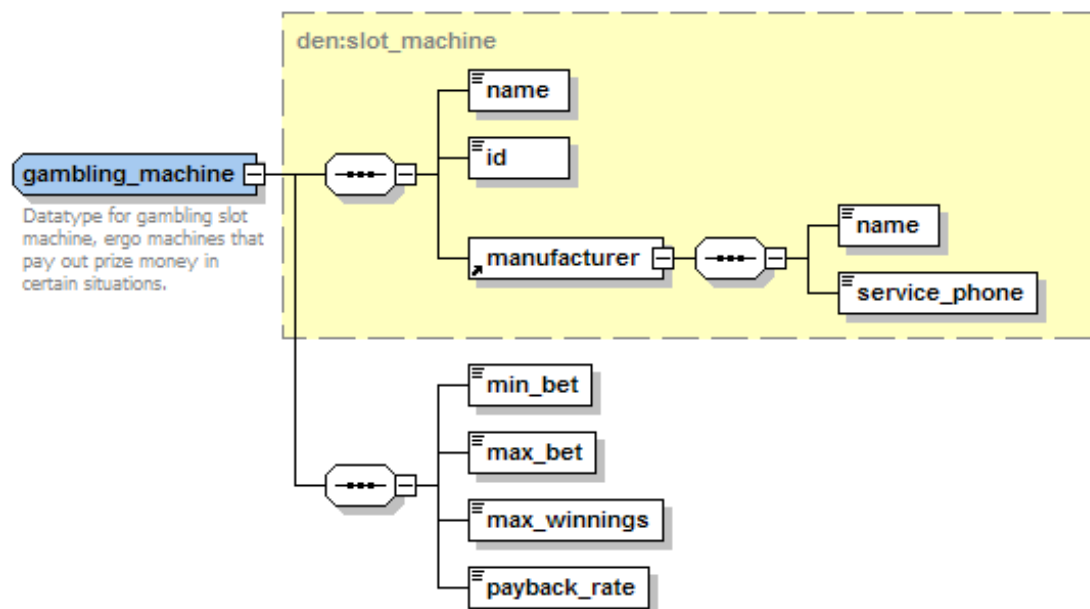 den:slot_machine
name
id
gambling_machine
Datatype for gambling slot
machine, ergo machines that
pay out prize money in
certain situations.
manufacturer
name
service_phone
min_bet
max_bet
max_winnings
payback_rate